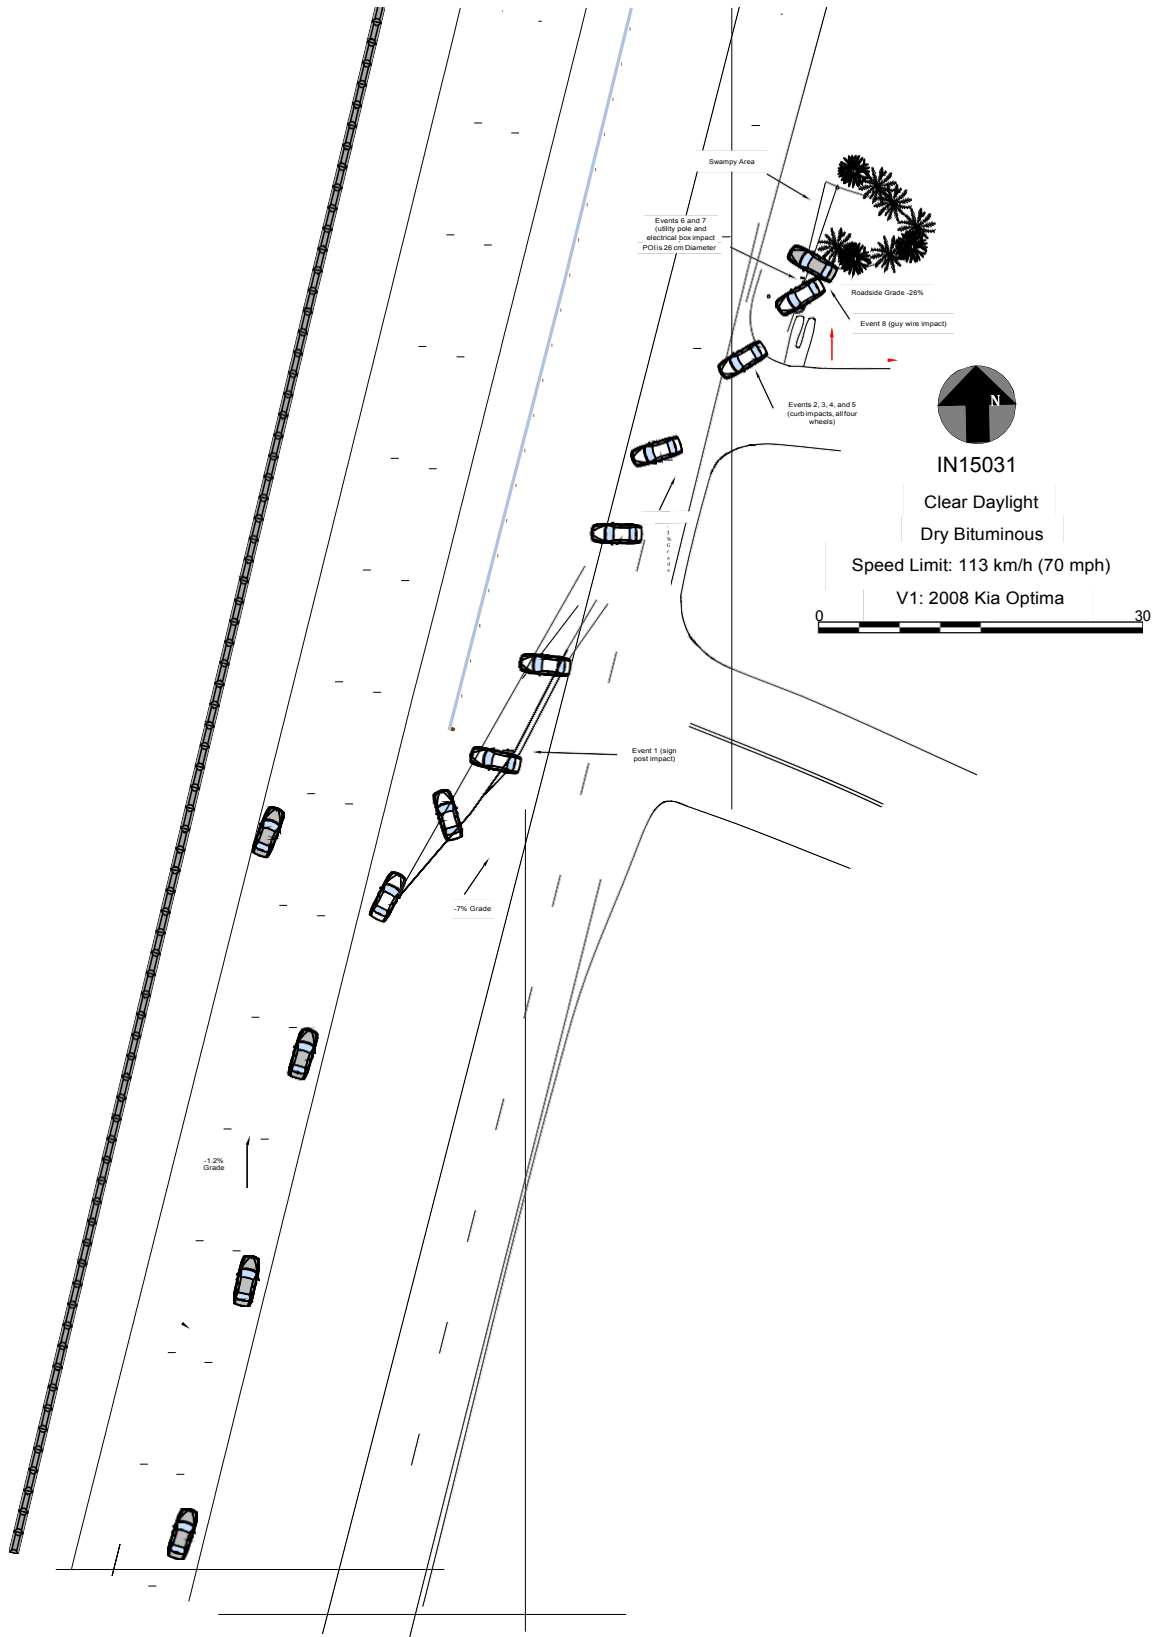 Swampy Area
Events 6 and 7
(utility pole and
electrical box impact
POI is 26 cm Diameter
Roadside Grade -26%
Event 8 (guy wire impact)
Events 2, 3, 4, and 5
(curb impacts, all four
wheels)
N
IN15031
Clear Daylight
Dry Bituminous
Speed Limit: 113 km/h (70 mph)
V1: 2008 Kia Optima
0 30
-3% Grade
Event 1 (sign
post impact)
-7% Grade
-1.2%
Grade